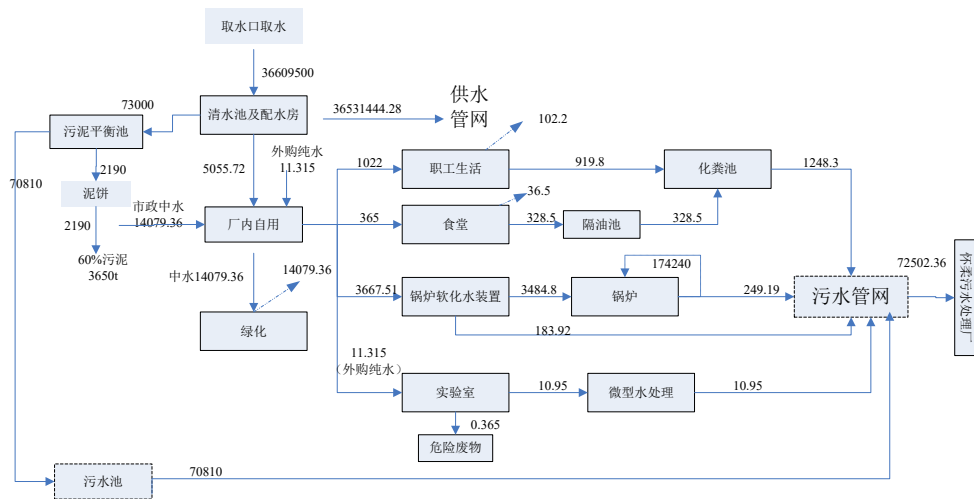 取水口取水
36609500
73000
清水池及配水房
36531444.28
供水
管网
102.2
污泥平衡池
2190
5055.72
外购纯水
11.315
1022
职工生活
919.8
化粪池
1248.3
70810
泥饼
市政中水
14079.36
厂内自用
365
食堂
36.5
328.5
隔油池
328.5
2190
60%污泥
3650t
中水14079.36
14079.36
绿化
3667.51
锅炉软化水装置
3484.8
锅炉
174240
249.19
污水管网
72502.36
怀柔污水处理厂
183.92
11.315
（外购纯水）
实验室
10.95
微型水处理
10.95
0.365
危险废物
污水池
70810